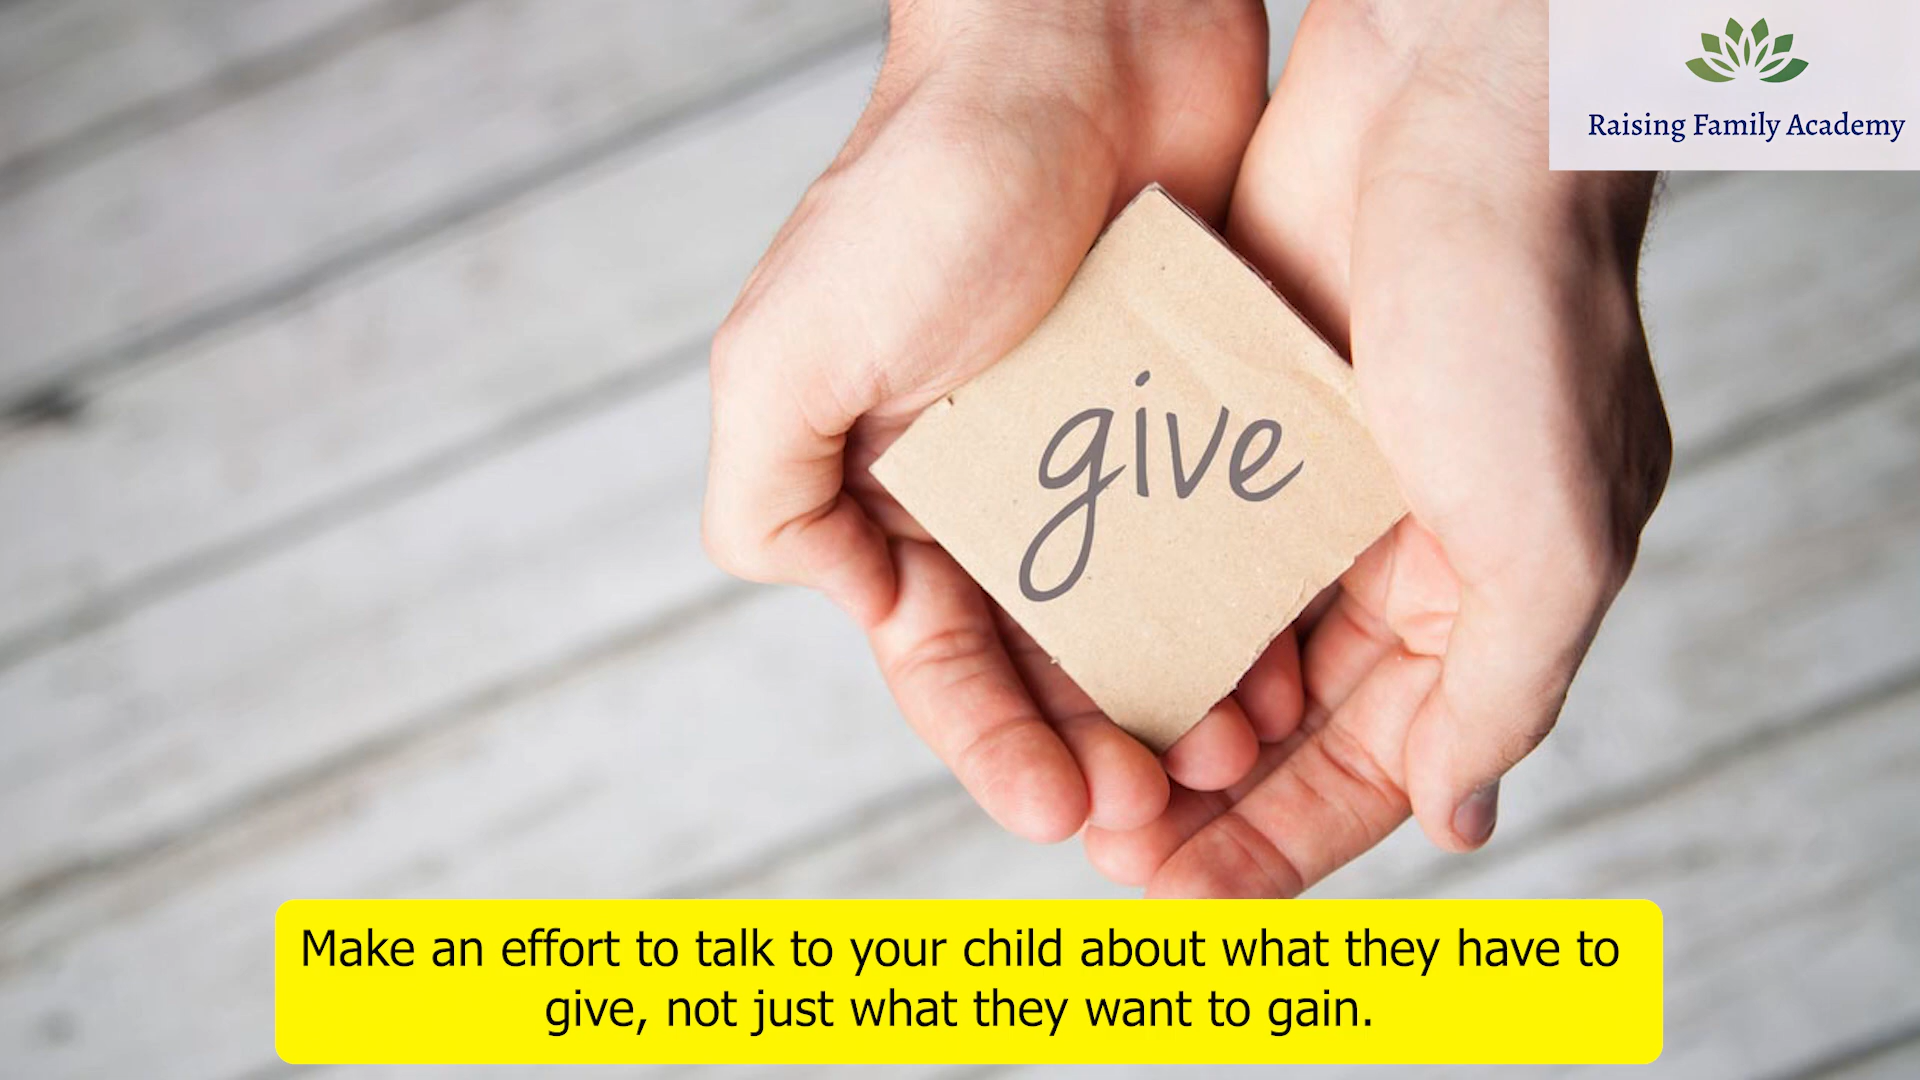 Raising Family Academy
give
Make an effort to talk to your child about what they have to
give, not just what they want to gain.